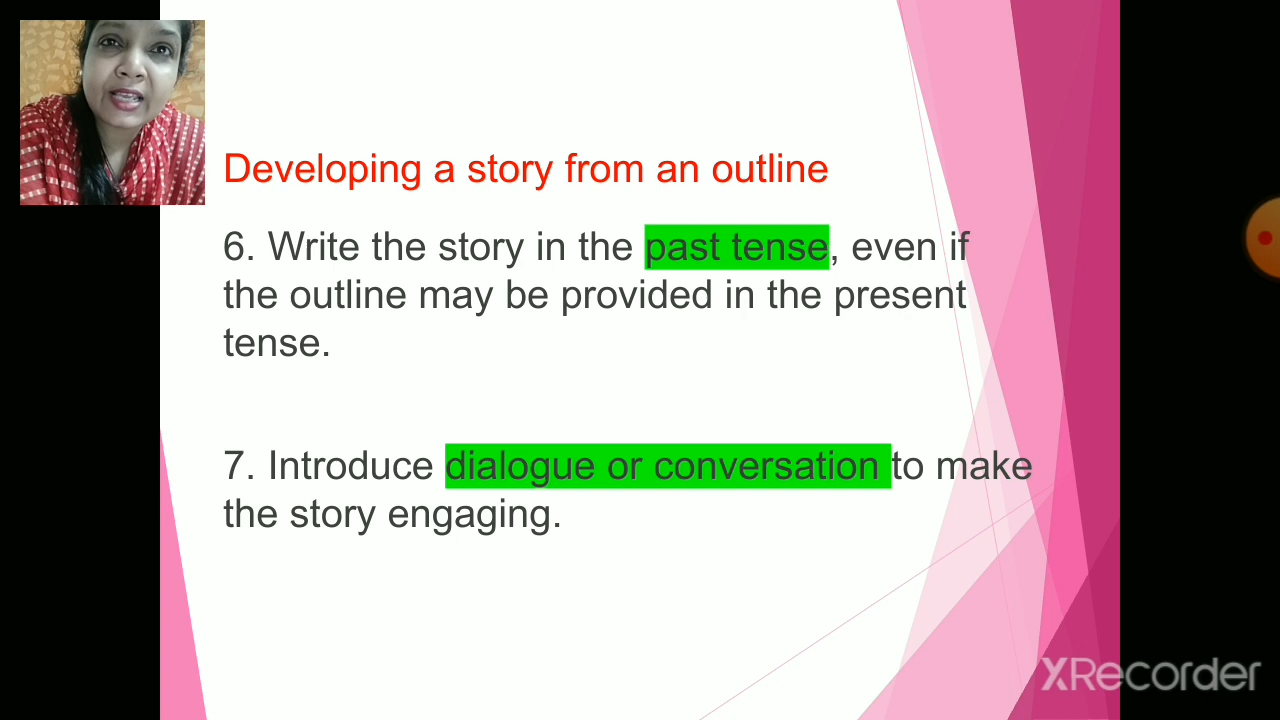 Developing a story from an outline
6. Write the story in the past tense, even if
the outline may be provided in the present
tense.
7. Introduce dialogue or conversation to make
the story engaging.
XRecorder